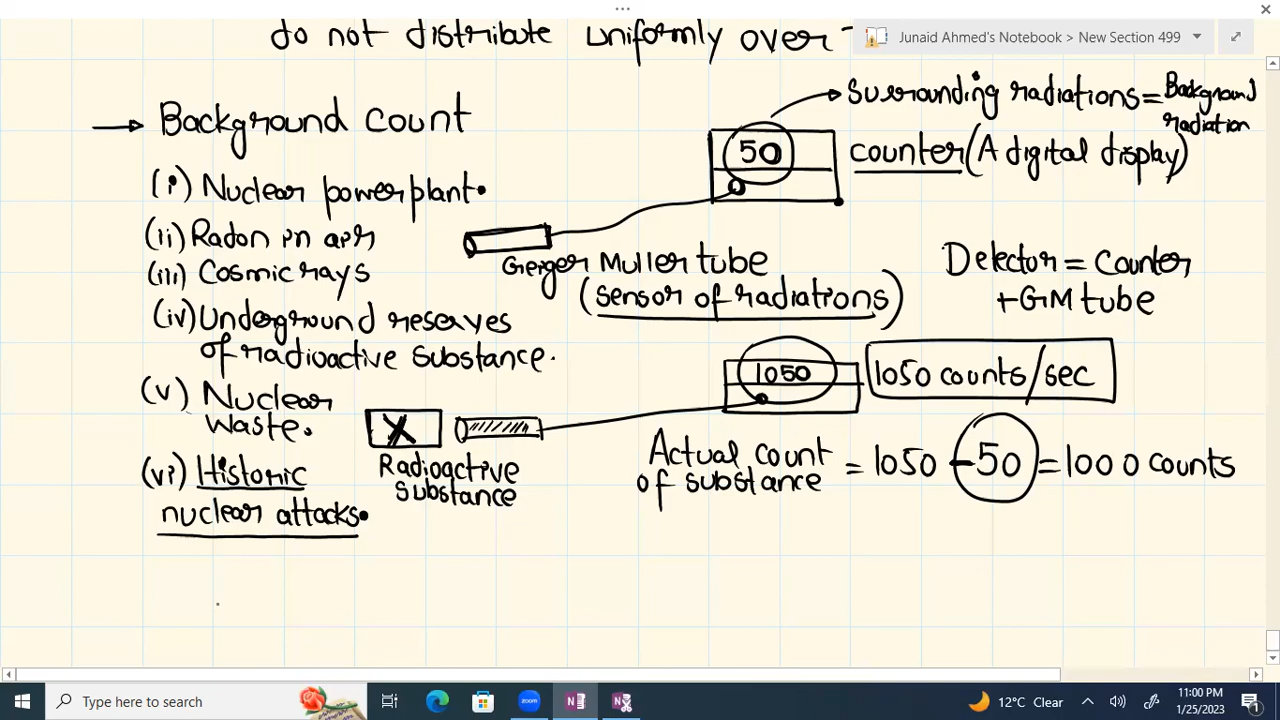 do not distribute uniformly over
Junaid Ahmed's Notebook > New Section 499
→ Background count
(i) Nuclear power plant.
(ii) Radon in air
(iii) Cosmic rays
(iv) Underground reserves
of radioactive substance.
(v) Nuclear
waste.
(vi) Historic
nuclear attacks.
50
Surrounding radiations = Background
radiation
counter (A digital display)
Geiger Muller tube
(sensor of radiations)
Detector = Counter
+ GM tube
1050
1050 counts/sec
X
Radioactive
substance
Actual count
of substance = 1050 - 50 = 1000 counts
Type here to search
zoom
12°C Clear
11:00 PM
1/25/2023
1